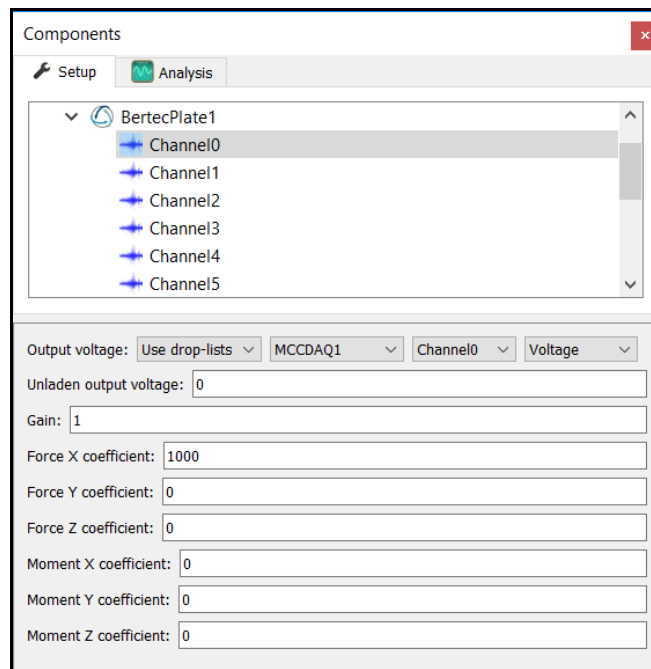 Components
Setup Analysis
BertecPlate1
Channel0
Channel1
Channel2
Channel3
Channel4
Channel5
Output voltage: Use drop-lists MCCDAQ1 Channel0 Voltage
Unladen output voltage: 0
Gain: 1
Force X coefficient: 1000
Force Y coefficient: 0
Force Z coefficient: 0
Moment X coefficient: 0
Moment Y coefficient: 0
Moment Z coefficient: 0